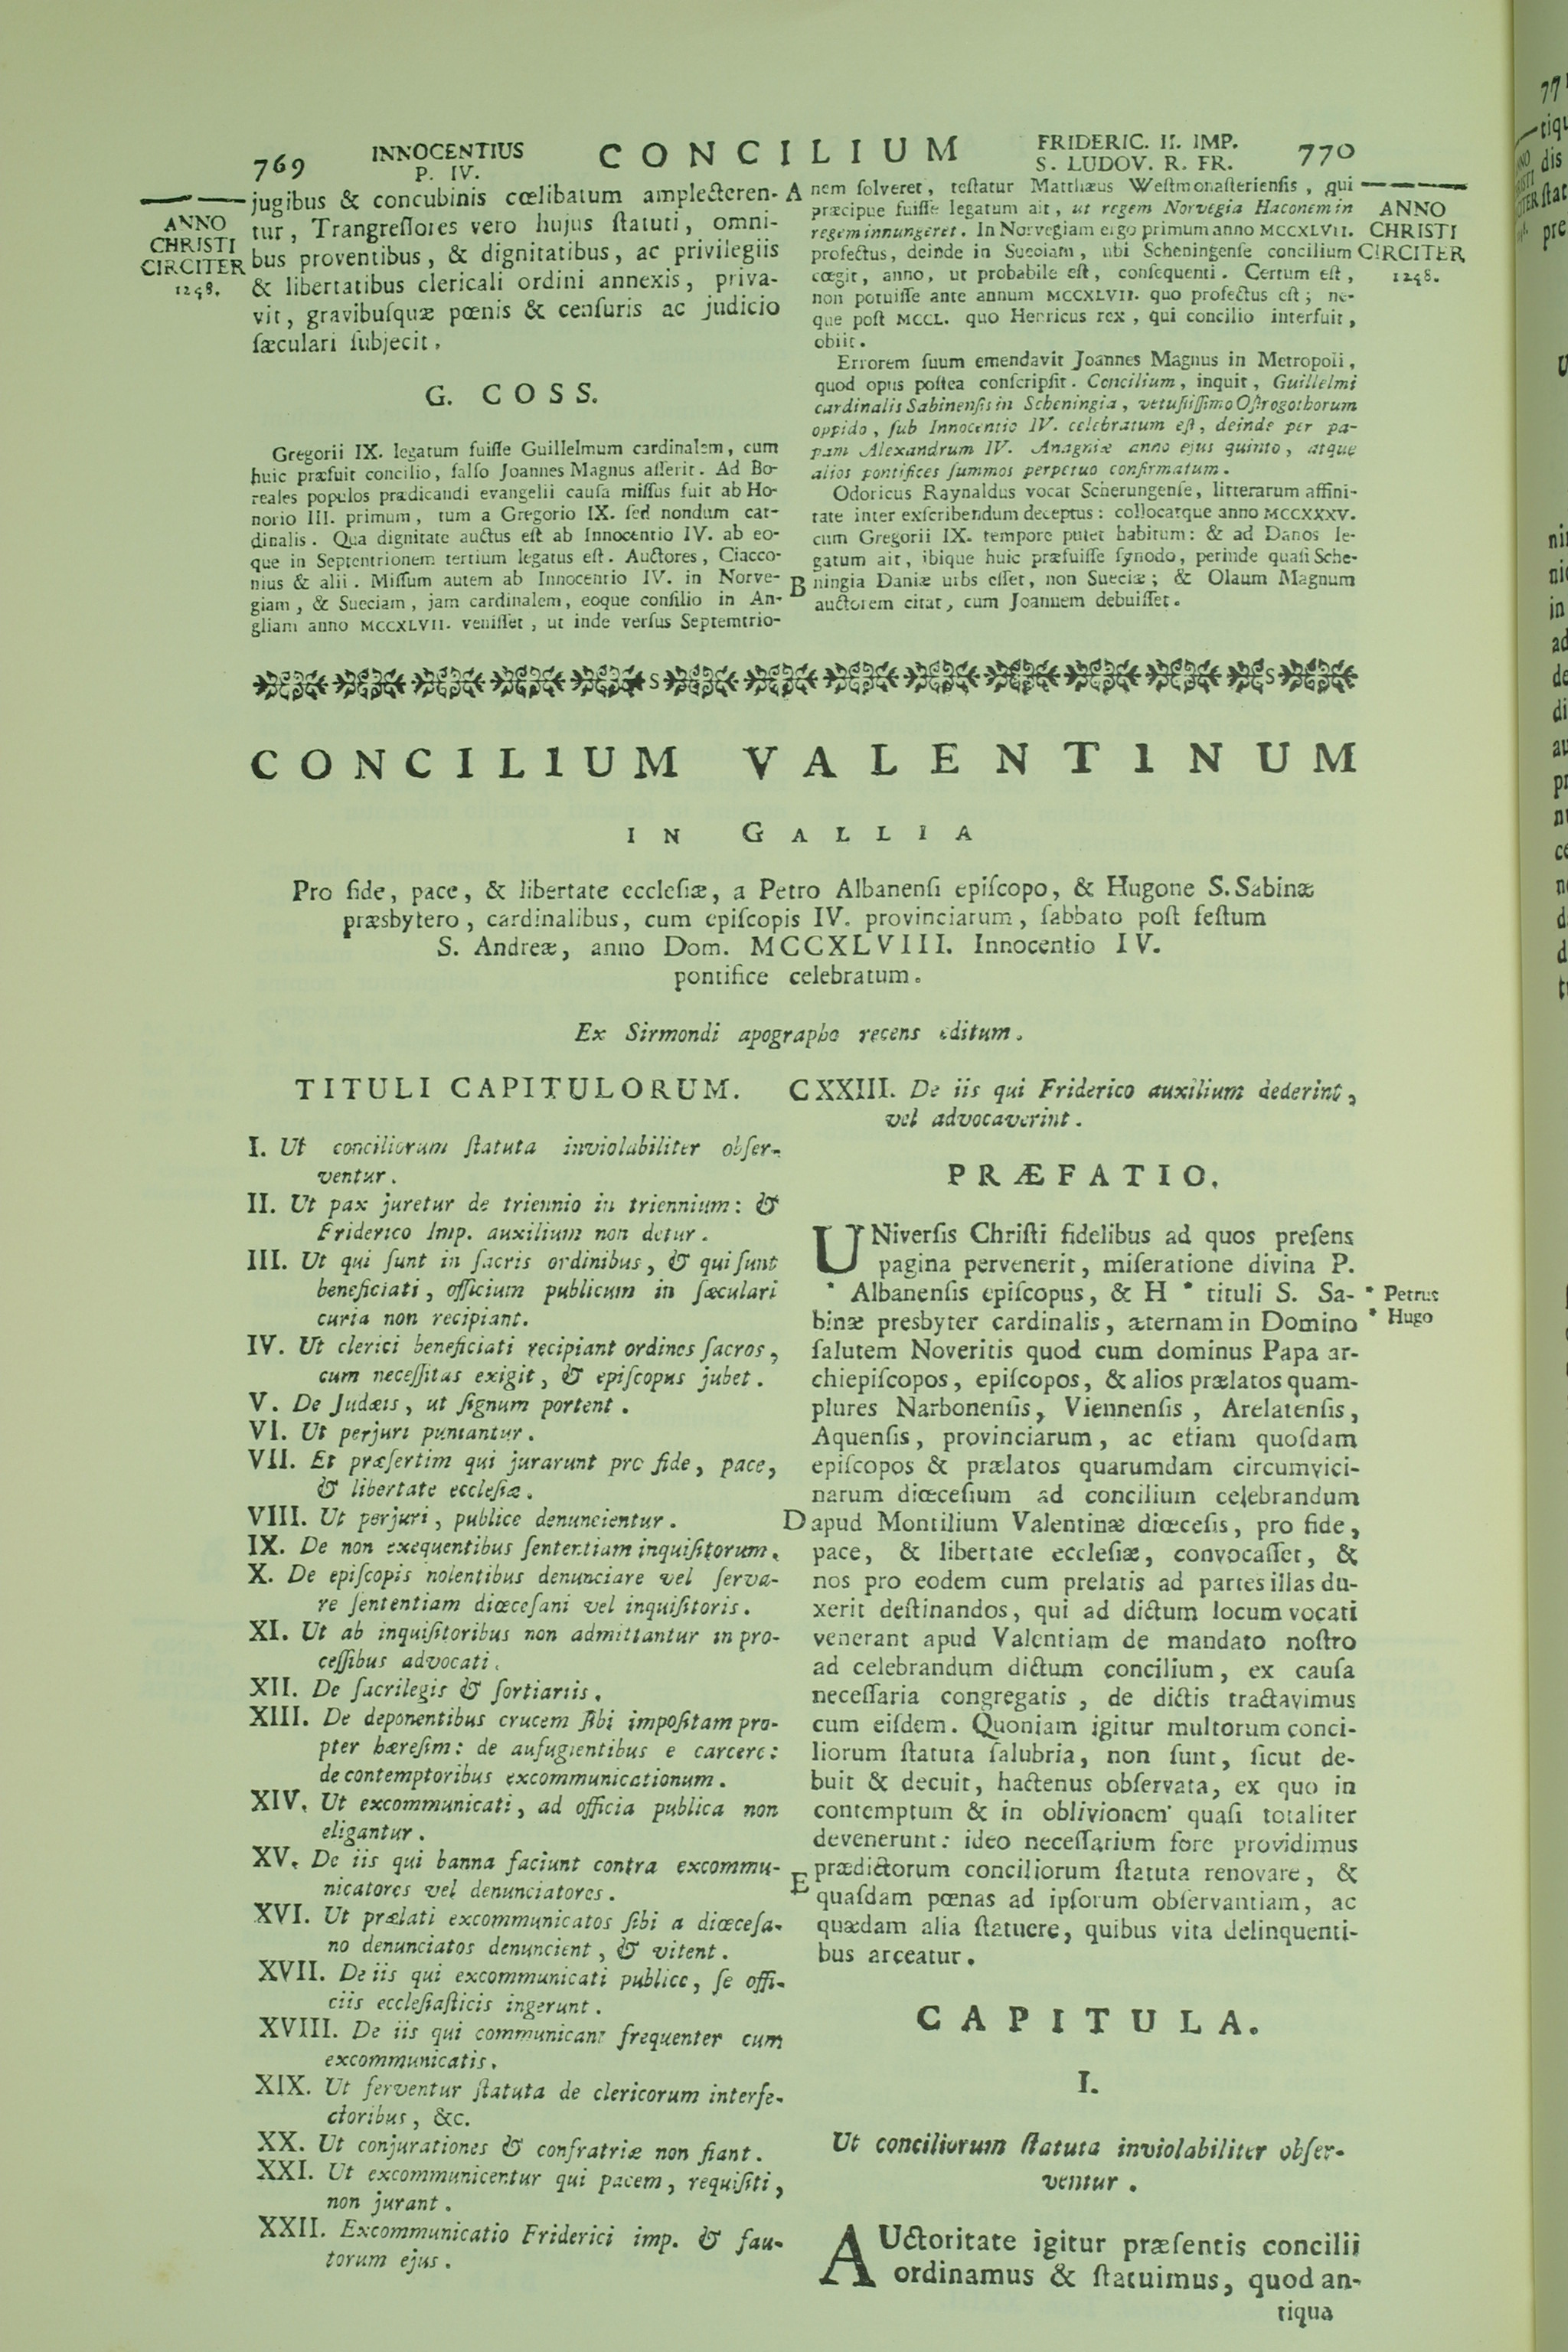 769
INNOCENTIUS
P. IV.
CONCILIUM
FRIDERIC. II. IMP.
S. LUDOV. R. FR.
770
ANNO
CHRISTI
CIRCITER
1248.
jugibus & concubinis cœlibatum amplecteren-
tur, Trangreſſores vero hujus ſtatuti, omni-
bus proventibus, & dignitatibus, ac privilegiis
& libertatibus clericali ordini annexis, priva-
vit, gravibuſquæ pœnis & cenſuris ac judicio
ſæculari ſubjecit.
G. COSS.
Gregorii IX. legatum fuiſſe Guillelmum cardinalem, cum
huic præfuit concilio, falſo Joannes Magnus aſſerit. Ad Bo-
reales populos prædicandi evangelii cauſa miſſus fuit ab Ho-
norio III. primum, tum a Gregorio IX. ſed nondum car-
dinalis. Qua dignitate auctus eſt ab Innocentio IV. ab eo-
que in Septentrionem tertium legatus eſt. Auctores, Ciacco-
nius & alii. Miſſum autem ab Innocentio IV. in Norve-
giam, & Sueciam, jam cardinalem, eoque conſilio in An-
gliam anno MCCXLVII. veniſſet, ut inde verſus Septemtrio-
A
nem ſolveret, teſtatur Matthæus Weſtmonaſterienſis, qui
præcipue fuiſſe legatum ait, ut regem Norvegia Haconem in
regem innungeret. In Norvegiam ergo primum anno MCCXLVII.
profectus, deinde in Sueciam, ubi Scheningenſe concilium
cœgit, anno, ut probabile eſt, conſequenti. Certum eſt,
non potuiſſe ante annum MCCXLVII. quo profectus eſt; ne-
que poſt MCCL. quo Henricus rex, qui concilio interfuit,
obiit.
Errorem ſuum emendavit Joannes Magnus in Metropoli,
quod opus poſtea conſcripſit. Concilium, inquit, Guillelmi
cardinalis Sabinenſis in Scheningia, vetuſtiſſimo Oſtrogothorum
oppido, ſub Innocentio IV. celebratum eſt, deinde per pa-
pam Alexandrum IV. Anagniæ anno ejus quinto, atque
alios pontifices ſummos perpetuo confirmatum.
Odoricus Raynaldus vocat Scherungenſe, litterarum affini-
tate inter exſcribendum deceptus: collocatque anno MCCXXXV.
cum Gregorii IX. tempore putet habitum: & ad Danos le-
gatum ait, ibique huic præfuiſſe ſynodo, perinde quaſi Sche-
B
ningia Daniæ urbs eſſet, non Sueciæ; & Olaum Magnum
auctorem citat, cum Joannem debuiſſet.
ANNO
CHRISTI
CIRCITER
1248.
CONCIL1UM VALENT1NUM
IN GALLIA
Pro fide, pace, & libertate eccleſiæ, a Petro Albanenſi epiſcopo, & Hugone S. Sabinæ
præsbytero, cardinalibus, cum epiſcopis IV. provinciarum, ſabbato poſt feſtum
S. Andreæ, anno Dom. MCCXLVIII. Innocentio IV.
pontifice celebratum.
Ex Sirmondi apographo recens editum.
TITULI CAPITULORUM.
I. Ut conciliorum ſtatuta inviolabiliter obſer-
ventur.
II. Ut pax juretur de triennio in triennium: &
Friderico Imp. auxilium non detur.
III. Ut qui ſunt in ſacris ordinibus, & qui ſunt
beneficiati, officium publicum in ſæculari
curia non recipiant.
IV. Ut clerici beneficiati recipiant ordines ſacros,
cum neceſſitas exigit, & epiſcopus jubet.
V. De Judæis, ut ſignum portent.
VI. Ut perjuri puniantur.
VII. Et præſertim qui jurarunt pro fide, pace,
& libertate eccleſiæ.
VIII. Ut perjuri, publice denuncientur.
IX. De non exequentibus ſententiam inquiſitorum.
X. De epiſcopis nolentibus denunciare vel ſerva-
re ſententiam diœceſani vel inquiſitoris.
XI. Ut ab inquiſitoribus non admittantur in pro-
ceſſibus advocati.
XII. De ſacrilegis & ſortiariis.
XIII. De deponentibus crucem ſibi impoſitam pro-
pter hæreſim: de aufugientibus e carcere:
de contemptoribus excommunicationum.
XIV. Ut excommunicati, ad officia publica non
eligantur.
XV. De iis qui banna faciunt contra excommu-
nicatores vel denunciatores.
XVI. Ut prælati excommunicatos ſibi a diœceſa-
no denunciatos denuncient, & vitent.
XVII. De iis qui excommunicati publice, ſe offi-
ciis eccleſiaſticis ingerunt.
XVIII. De iis qui communicant frequenter cum
excommunicatis.
XIX. Ut ſerventur ſtatuta de clericorum interfe-
ctoribus, &c.
XX. Ut conjurationes & confratriæ non fiant.
XXI. Ut excommunicentur qui pacem, requiſiti,
non jurant.
XXII. Excommunicatio Friderici imp. & fau-
torum ejus.
C XXIII. De iis qui Friderico auxilium dederint,
vel advocaverint.
PRÆFATIO.
UNiverſis Chriſti fidelibus ad quos preſens
pagina pervenerit, miſeratione divina P.
* Albanenſis epiſcopus, & H * tituli S. Sa-
binæ presbyter cardinalis, æternam in Domino
ſalutem Noveritis quod cum dominus Papa ar-
chiepiſcopos, epiſcopos, & alios prælatos quam-
plures Narbonenſis, Viennenſis, Arelatenſis,
Aquenſis, provinciarum, ac etiam quoſdam
epiſcopos & prælatos quarumdam circumvici-
narum diœceſium ad concilium celebrandum
D apud Montilium Valentinæ diœceſis, pro fide,
pace, & libertate eccleſiæ, convocaſſet, &
nos pro eodem cum prelatis ad partes illas du-
xerit deſtinandos, qui ad dictum locum vocati
venerant apud Valentiam de mandato noſtro
ad celebrandum dictum concilium, ex cauſa
neceſſaria congregatis, de dictis tractavimus
cum eiſdem. Quoniam igitur multorum conci-
liorum ſtatuta ſalubria, non ſunt, ſicut de-
buit & decuit, hactenus obſervata, ex quo in
contemptum & in oblivionem quaſi totaliter
devenerunt: ideo neceſſarium fore providimus
E prædictorum conciliorum ſtatuta renovare, &
quaſdam pœnas ad ipſorum obſervantiam, ac
quædam alia ſtatuere, quibus vita delinquenti-
bus arceatur.
* Petrus
* Hugo
CAPITULA.
I.
Ut conciliorum ſtatuta inviolabiliter obſer-
ventur.
AUctoritate igitur præſentis concilii
ordinamus & ſtatuimus, quod an-
tiqua